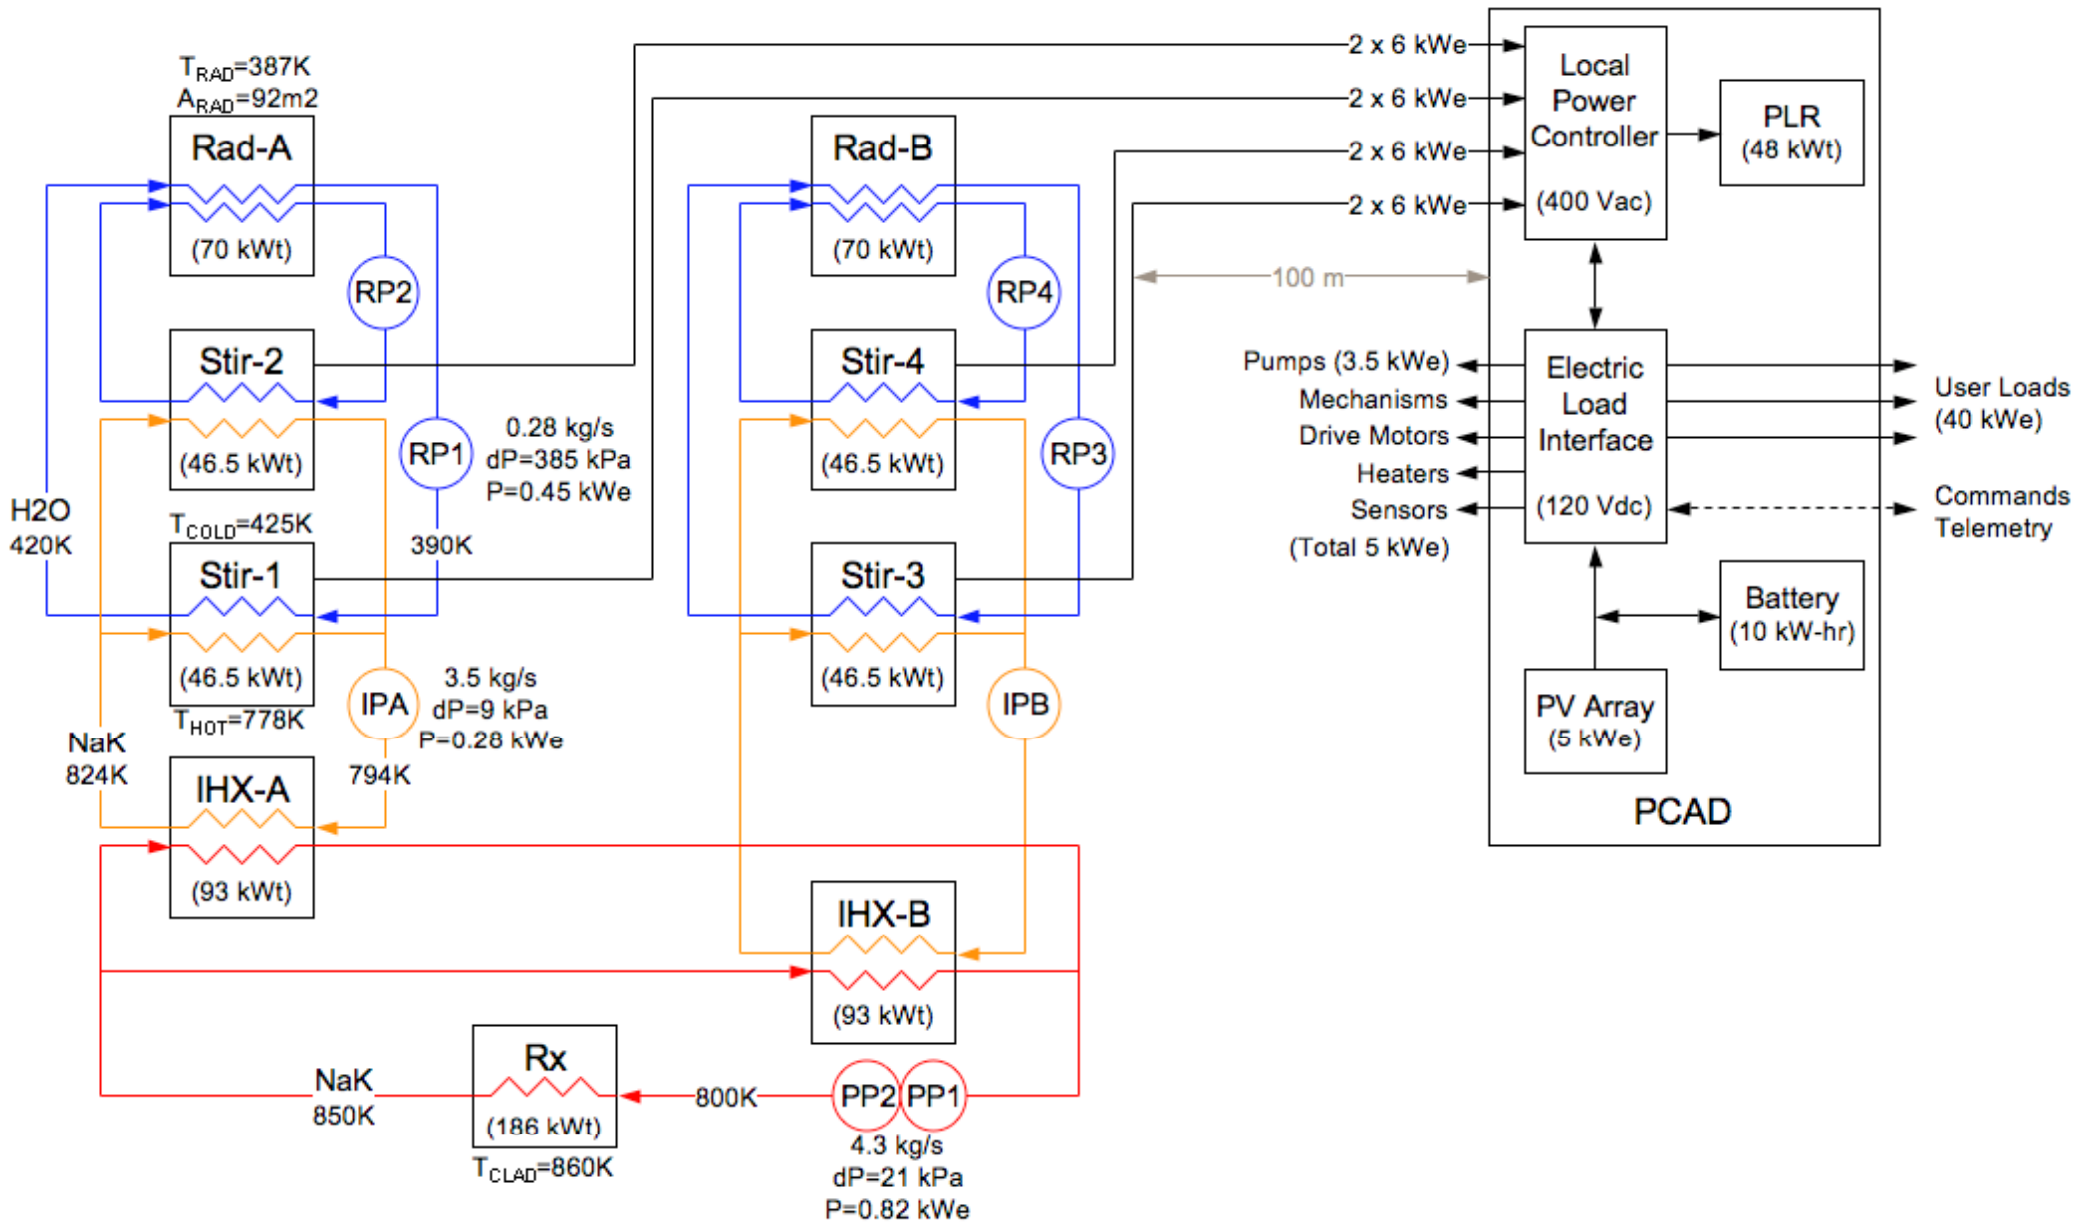 T_RAD=387K
A_RAD=92m2
Rad-A
(70 kWt)
RP2
Stir-2
(46.5 kWt)
RP1
0.28 kg/s
dP=385 kPa
P=0.45 kWe
H2O
420K
390K
T_COLD=425K
Stir-1
(46.5 kWt)
T_HOT=778K
IPA
3.5 kg/s
dP=9 kPa
P=0.28 kWe
NaK
824K
794K
IHX-A
(93 kWt)
Rad-B
(70 kWt)
RP4
Stir-4
(46.5 kWt)
RP3
Stir-3
(46.5 kWt)
IPB
IHX-B
(93 kWt)
Rx
(186 kWt)
T_CLAD=860K
NaK
850K
800K
PP2
PP1
4.3 kg/s
dP=21 kPa
P=0.82 kWe
2 x 6 kWe
2 x 6 kWe
2 x 6 kWe
2 x 6 kWe
100 m
Local
Power
Controller
(400 Vac)
PLR
(48 kWt)
Pumps (3.5 kWe)
Mechanisms
Drive Motors
Heaters
Sensors
(Total 5 kWe)
Electric
Load
Interface
(120 Vdc)
User Loads
(40 kWe)
Commands
Telemetry
Battery
(10 kW-hr)
PV Array
(5 kWe)
PCAD